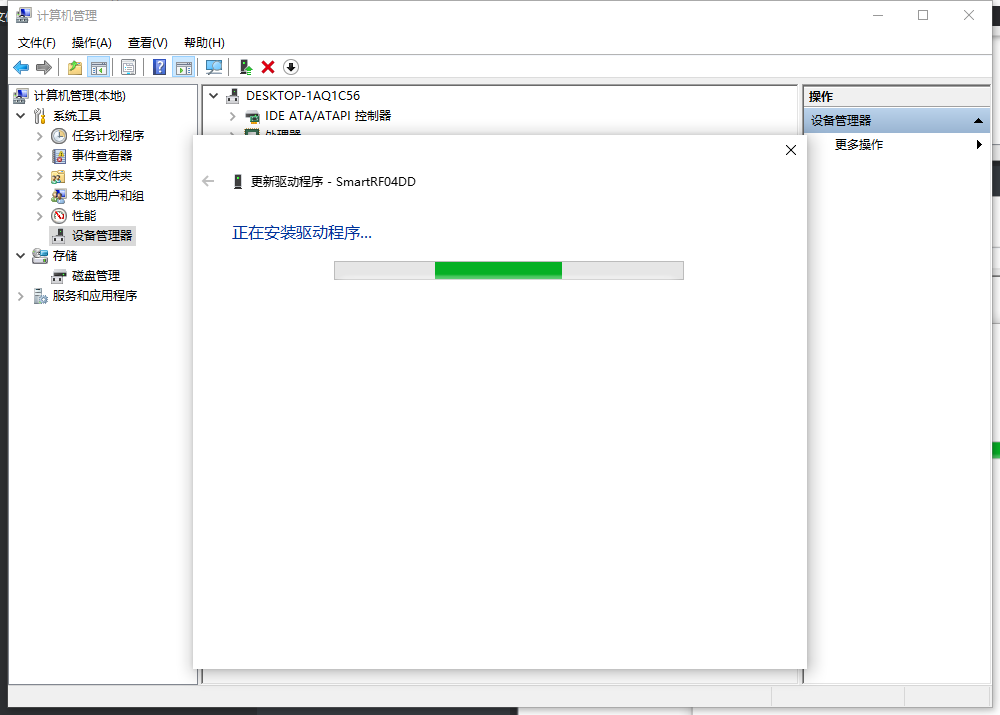 计算机管理
文件(F) 操作(A) 查看(V) 帮助(H)
计算机管理(本地)
系统工具
任务计划程序
事件查看器
共享文件夹
本地用户和组
性能
设备管理器
存储
磁盘管理
服务和应用程序
DESKTOP-1AQ1C56
IDE ATA/ATAPI 控制器
处理器
更新驱动程序 - SmartRF04DD
正在安装驱动程序...
操作
设备管理器
更多操作